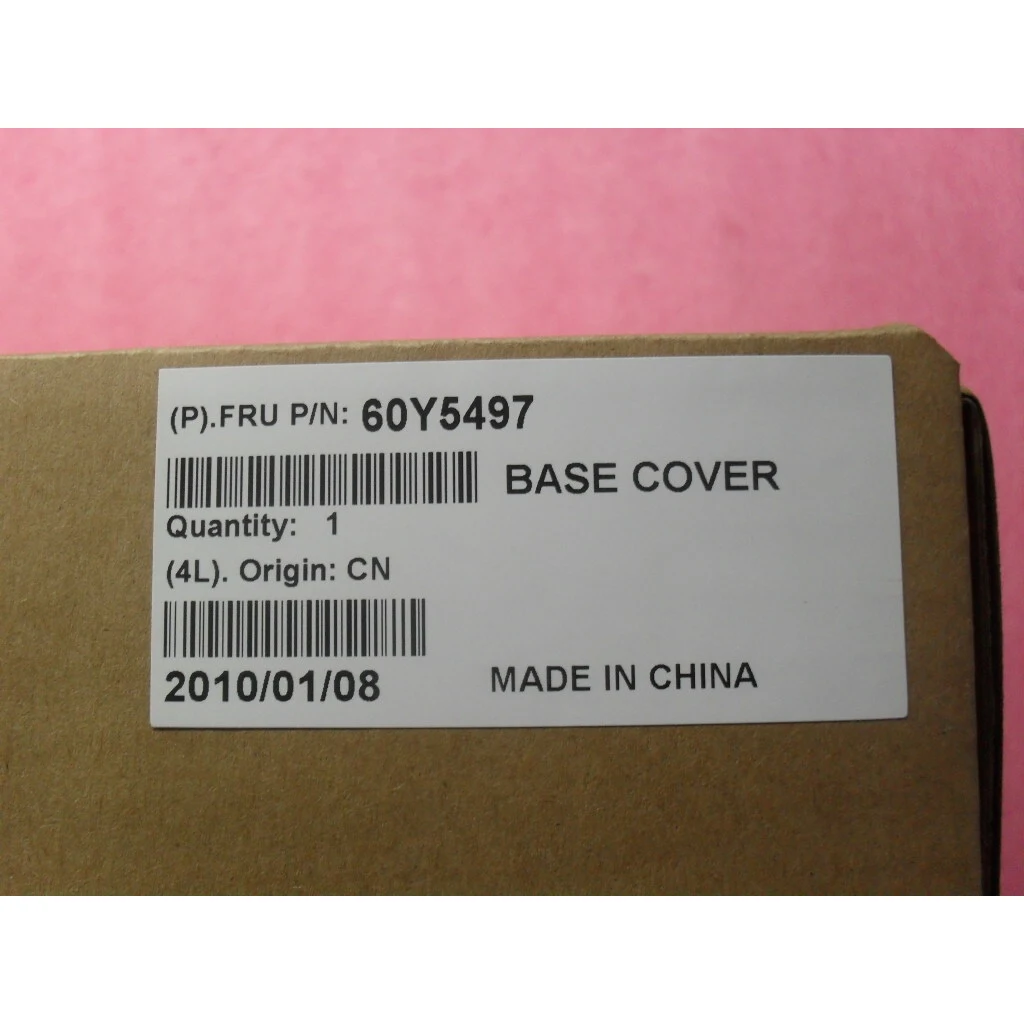 (P).FRU P/N: 60Y5497
BASE COVER
Quantity: 1
(4L). Origin: CN
2010/01/08
MADE IN CHINA